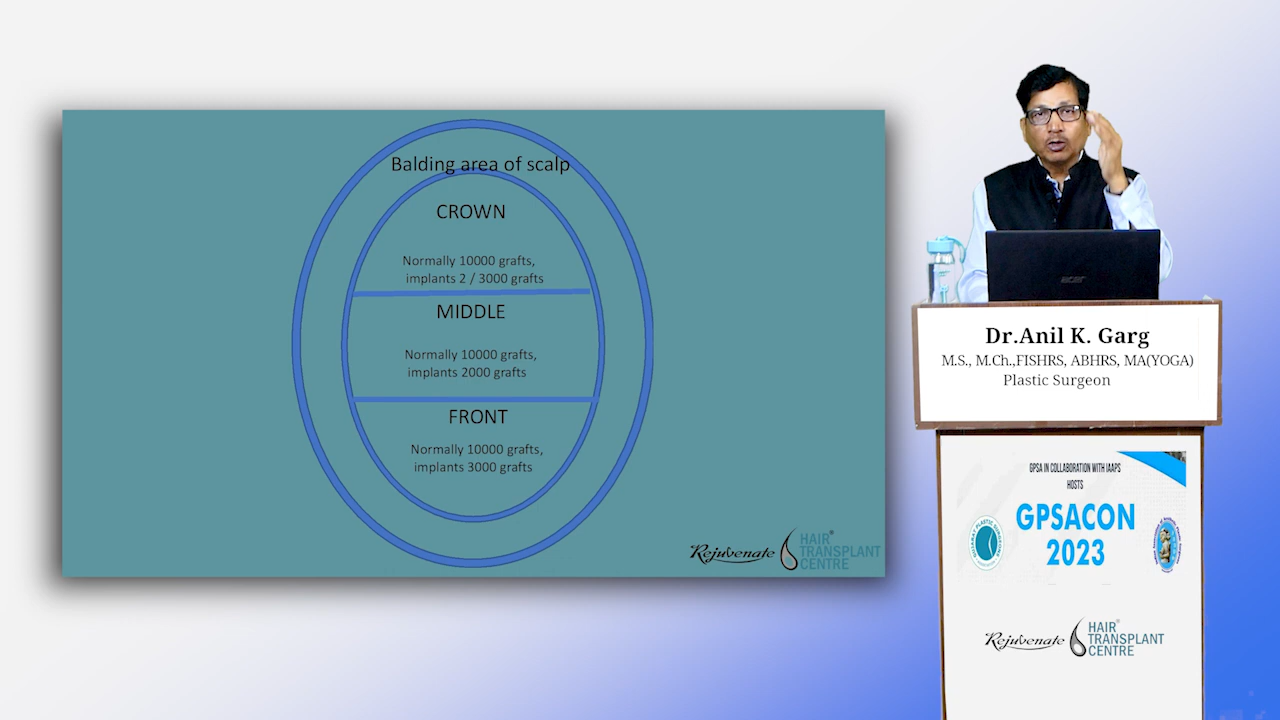 Balding area of scalp
CROWN
Normally 10000 grafts,
implants 2 / 3000 grafts
MIDDLE
Normally 10000 grafts,
implants 2000 grafts
FRONT
Normally 10000 grafts,
implants 3000 grafts
Rejuvenate
HAIR®
TRANSPLANT
CENTRE
acer
Dr.Anil K. Garg
M.S., M.Ch.,FISHRS, ABHRS, MA(YOGA)
Plastic Surgeon
GPSA IN COLLABORATION WITH IAAPS
HOSTS
GPSACON
2023
Rejuvenate
HAIR®
TRANSPLANT
CENTRE